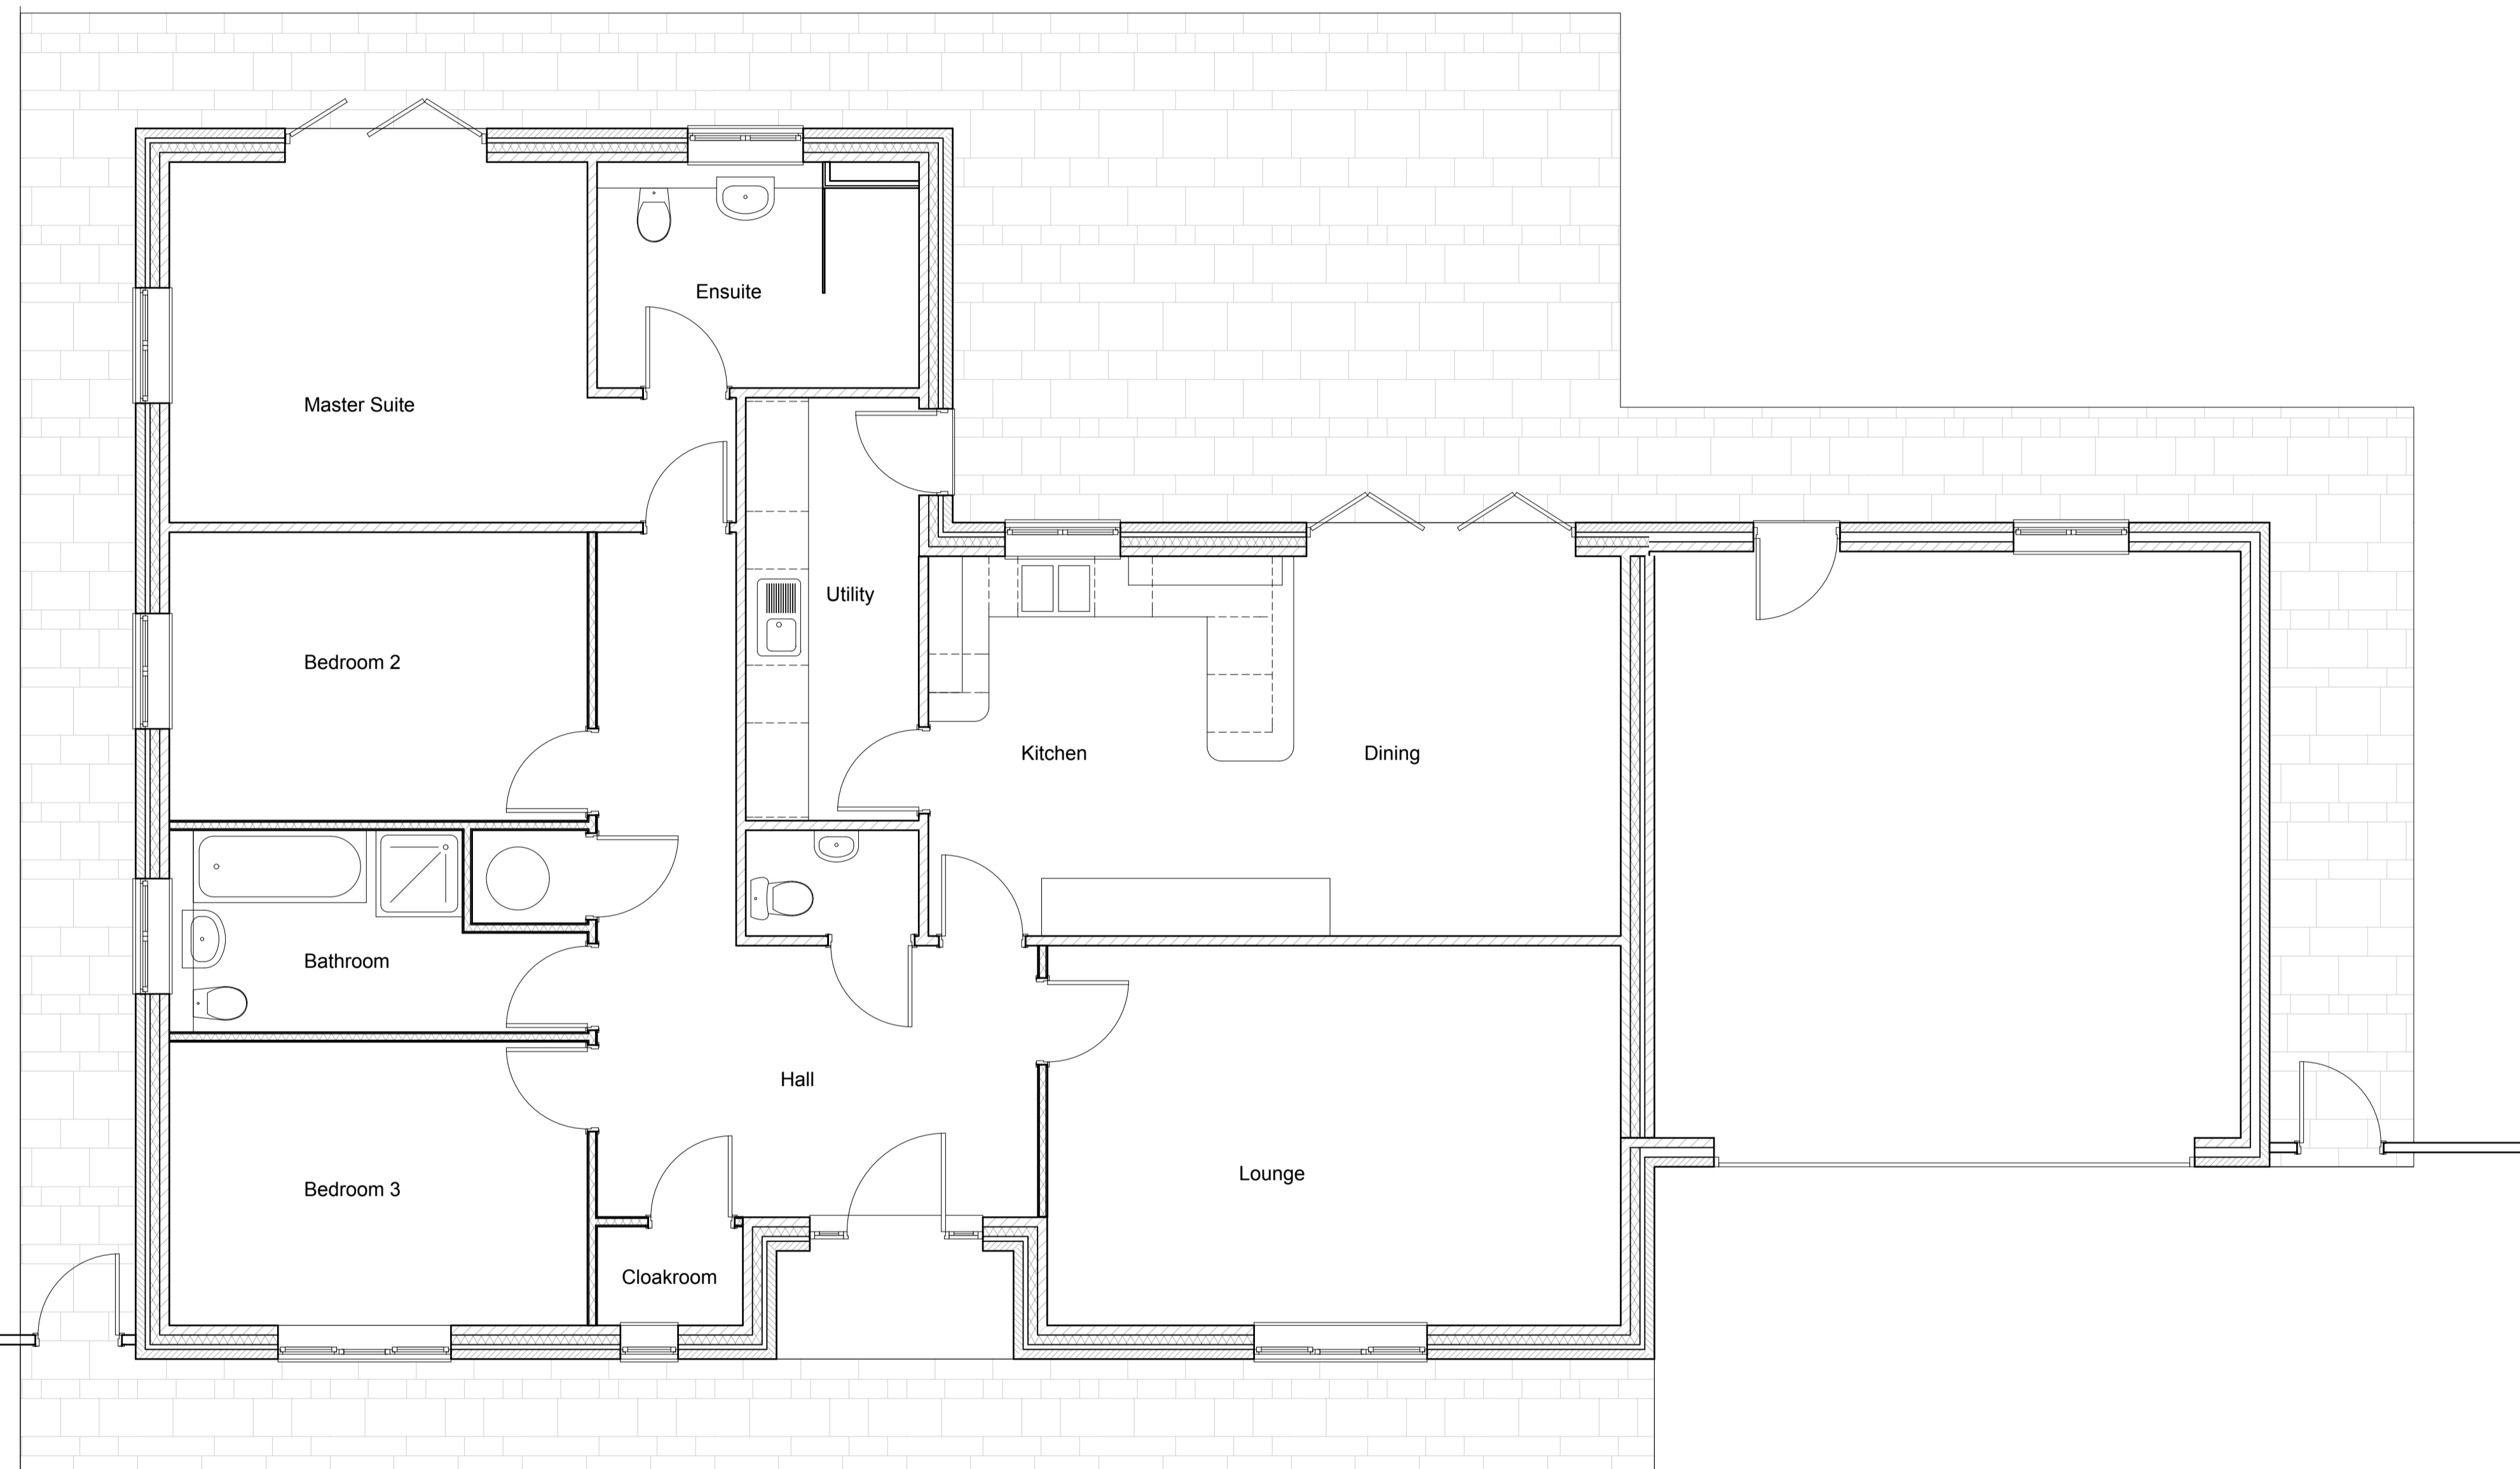 Ensuite
Master Suite
Utility
Bedroom 2
Kitchen
Dining
Bathroom
Hall
Lounge
Bedroom 3
Cloakroom